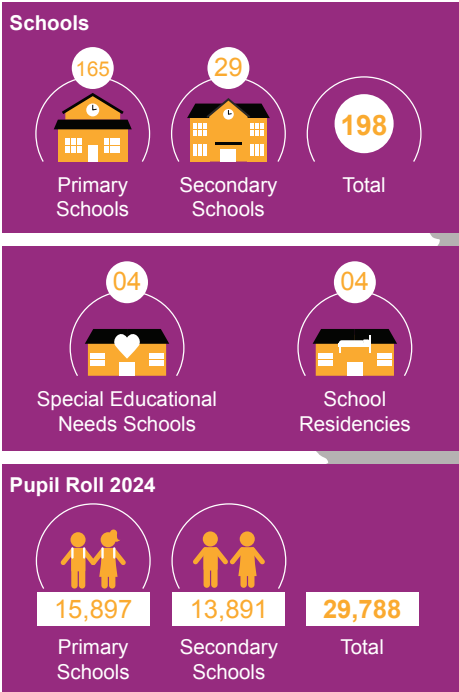 Schools
165
29
198
Primary
Schools
Secondary
Schools
Total
04
04
Special Educational
Needs Schools
School
Residencies
Pupil Roll 2024
15,897
13,891
29,788
Primary
Schools
Secondary
Schools
Total